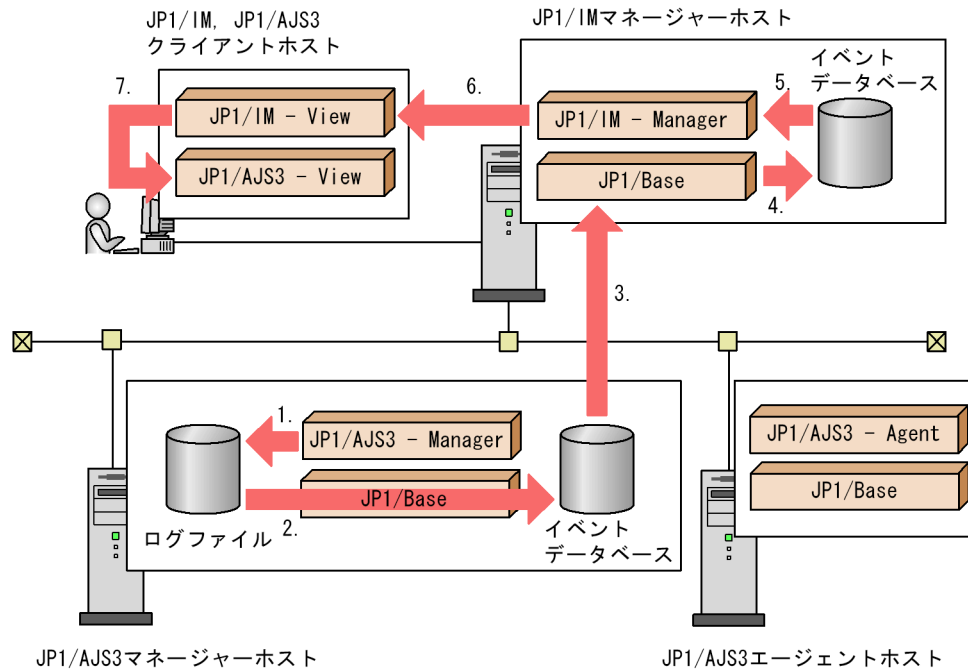 JP1/IM, JP1/AJS3
クライアントホスト
JP1/IMマネージャーホスト
7.
JP1/IM - View
JP1/AJS3 - View
6.
JP1/IM - Manager
JP1/Base
5.
4.
イベント
データベース
3.
1.
JP1/AJS3 - Manager
JP1/Base
2.
ログファイル
イベント
データベース
JP1/AJS3 - Agent
JP1/Base
JP1/AJS3マネージャーホスト
JP1/AJS3エージェントホスト